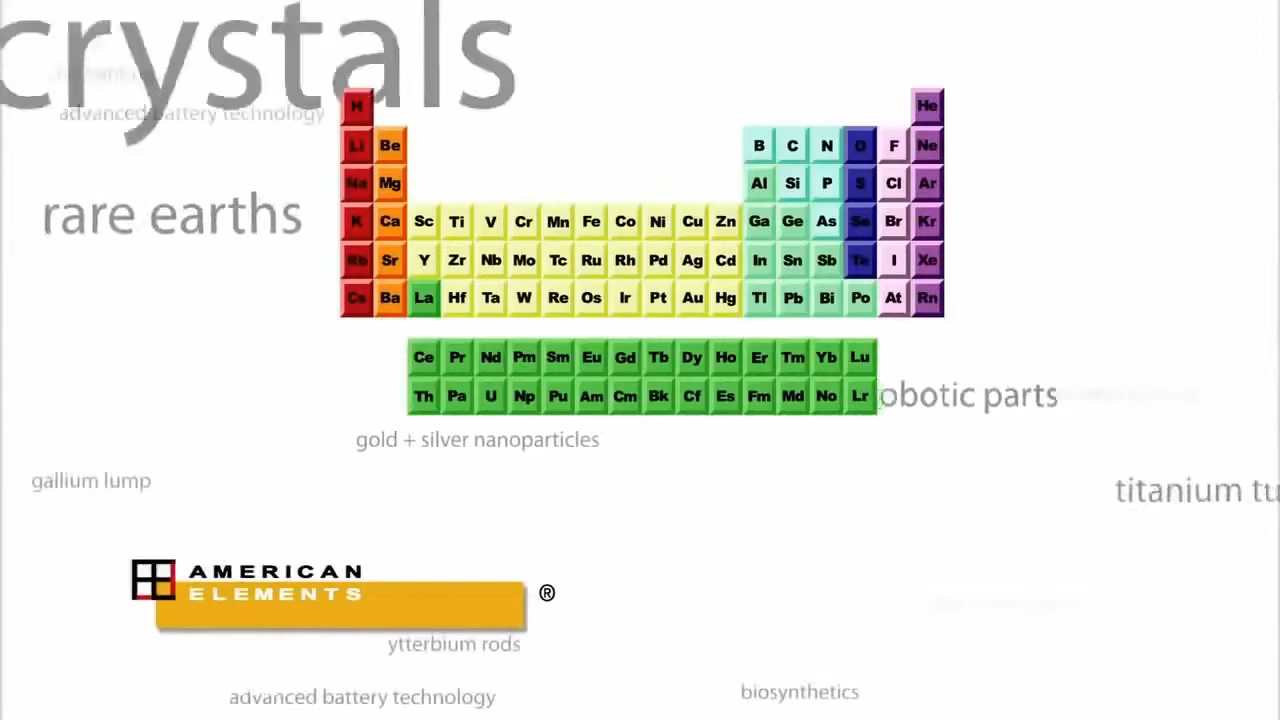 crystals
advanced battery technology
rare earths
H He
Li Be B C N O F Ne
Na Mg Al Si P S Cl Ar
K Ca Sc Ti V Cr Mn Fe Co Ni Cu Zn Ga Ge As Se Br Kr
Rb Sr Y Zr Nb Mo Tc Ru Rh Pd Ag Cd In Sn Sb Te I Xe
Cs Ba La Hf Ta W Re Os Ir Pt Au Hg Tl Pb Bi Po At Rn
Ce Pr Nd Pm Sm Eu Gd Tb Dy Ho Er Tm Yb Lu
Th Pa U Np Pu Am Cm Bk Cf Es Fm Md No Lr
obotic parts
gold + silver nanoparticles
gallium lump
titanium tu
AMERICAN
ELEMENTS ®
ytterbium rods
biosynthetics
advanced battery technology